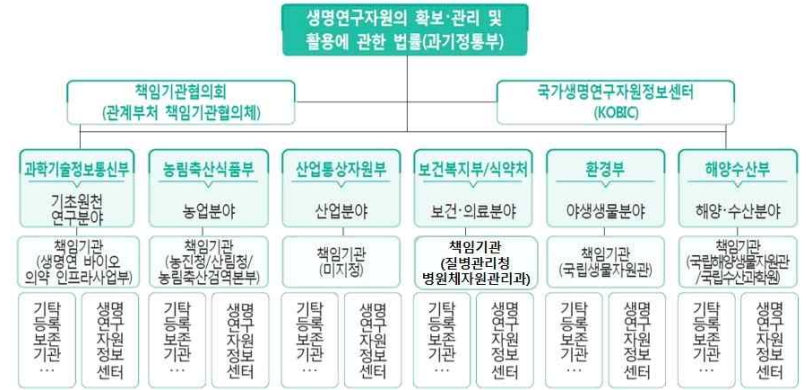 생명연구자원의 확보·관리 및
활용에 관한 법률(과기정통부)
책임기관협의회
(관계부처 책임기관협의체)
국가생명연구자원정보센터
(KOBIC)
과학기술정보통신부
기초원천
연구분야
책임기관
(생명연 바이오
의약 인프라사업부)
기탁
등록
보존
기관
…
생명
연구
자원
정보
센터
농림축산식품부
농업분야
책임기관
(농진청/산림청/
농림축산검역본부)
기탁
등록
보존
기관
…
생명
연구
자원
정보
센터
산업통상자원부
산업분야
책임기관
(미지정)
기탁
등록
보존
기관
…
생명
연구
자원
정보
센터
보건복지부/식약처
보건·의료분야
책임기관
(질병관리청
병원체자원관리과)
기탁
등록
보존
기관
…
생명
연구
자원
정보
센터
환경부
야생생물분야
책임기관
(국립생물자원관)
기탁
등록
보존
기관
…
생명
연구
자원
정보
센터
해양수산부
해양·수산분야
책임기관
(국립해양생물자원관
/국립수산과학원)
기탁
등록
보존
기관
…
생명
연구
자원
정보
센터